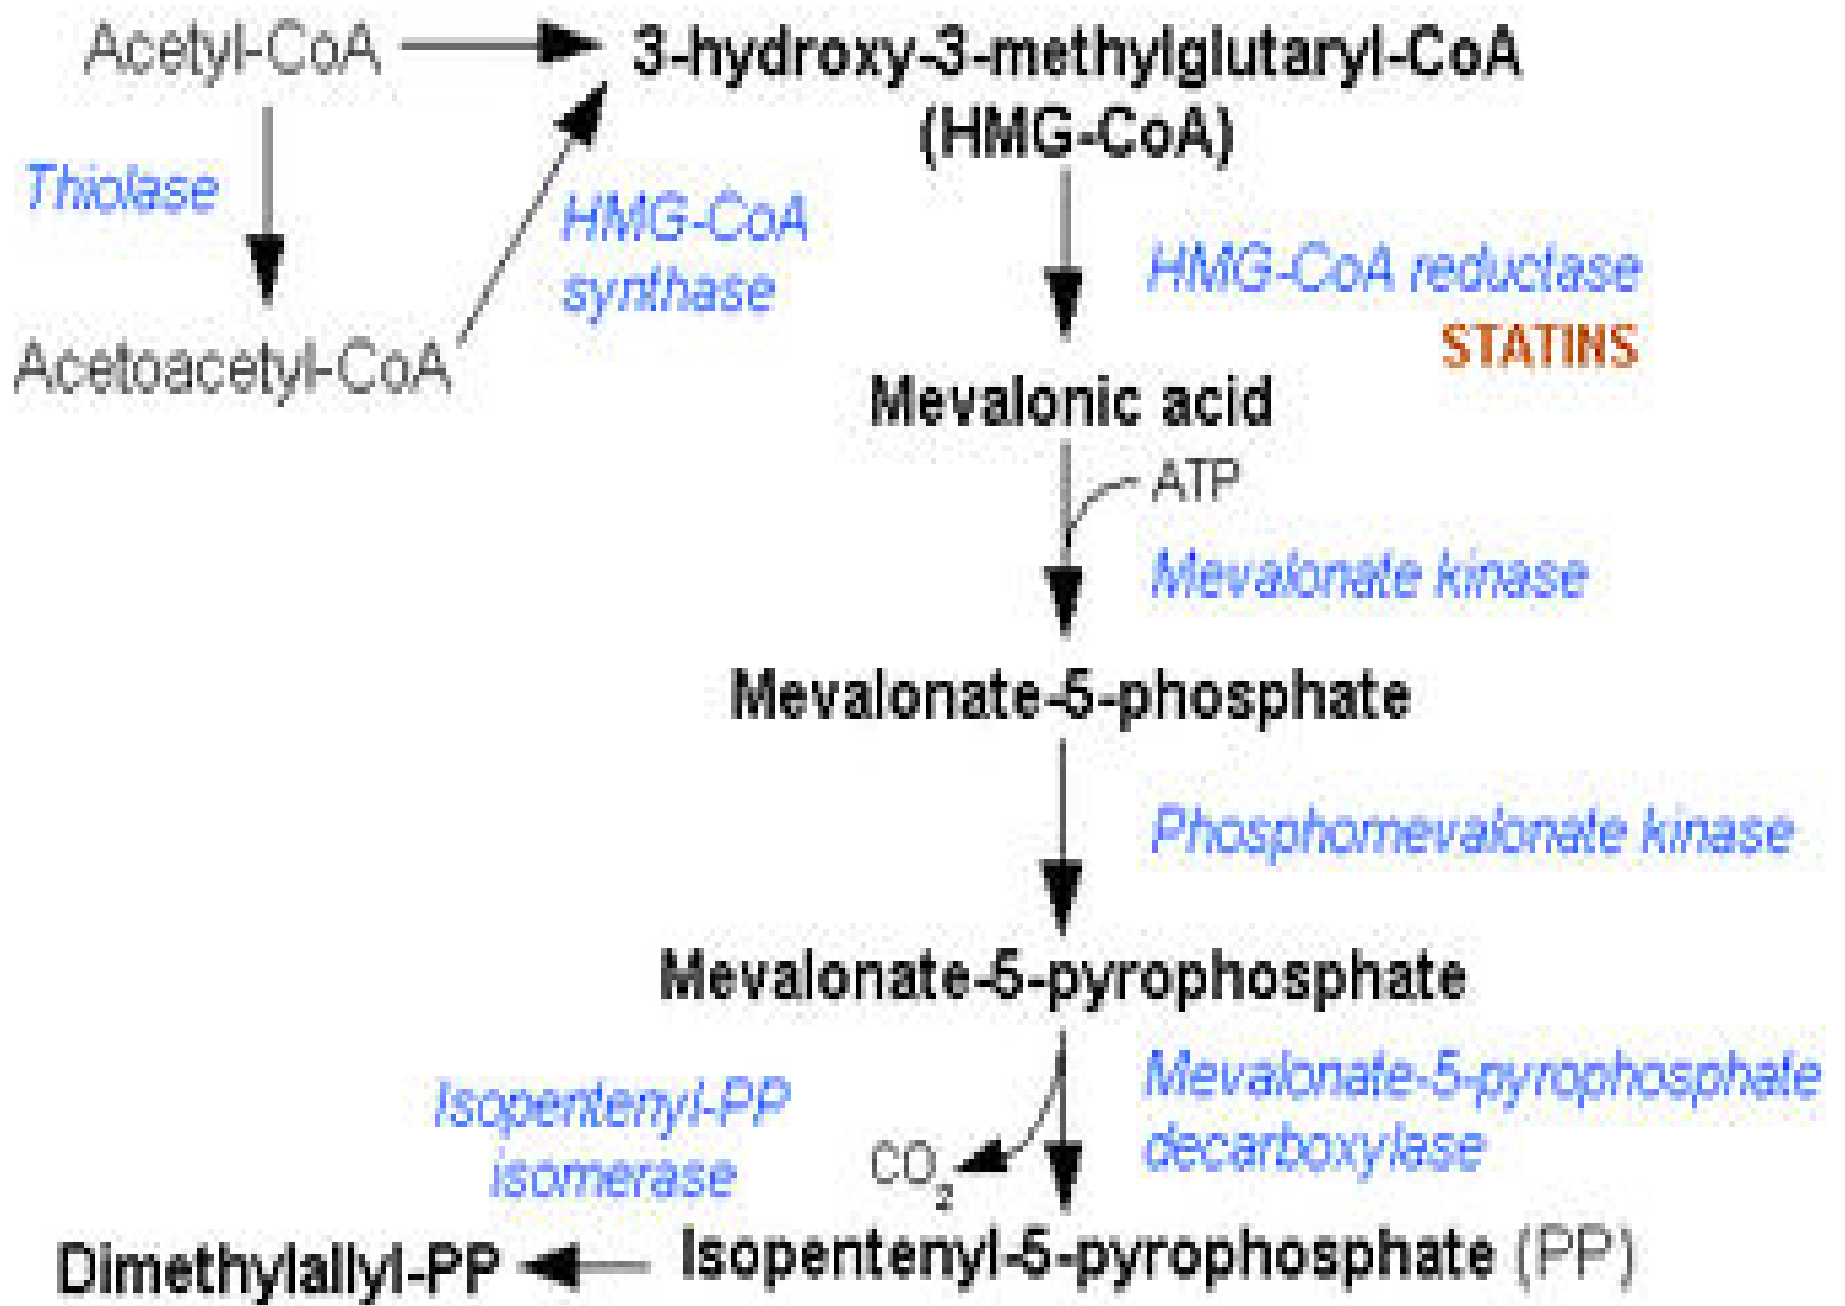 Acetyl-CoA
3-hydroxy-3-methylglutaryl-CoA
(HMG-CoA)
Thiolase
HMG-CoA
synthase
HMG-CoA reductase
STATINS
Acetoacetyl-CoA
Mevalonic acid
ATP
Mevalonate kinase
Mevalonate-5-phosphate
Phosphomevalonate kinase
Mevalonate-5-pyrophosphate
Isopentenyl-PP
isomerase
CO₂
Mevalonate-5-pyrophosphate
decarboxylase
Dimethylallyl-PP
Isopentenyl-5-pyrophosphate (PP)